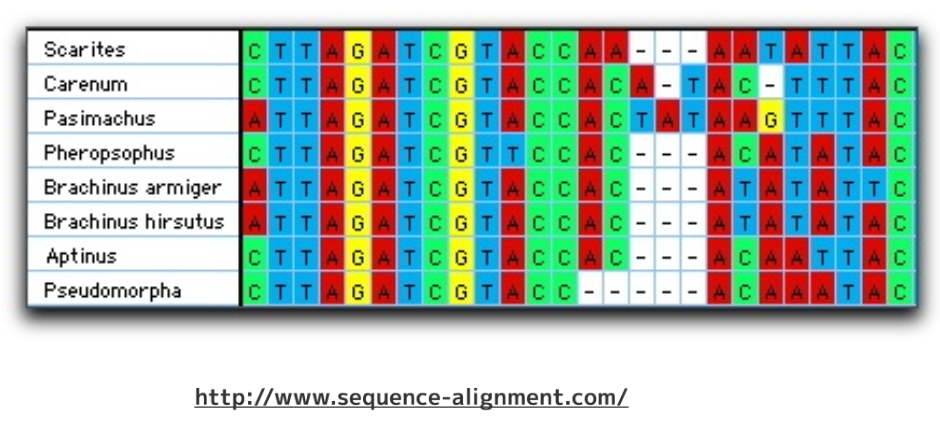 Scarites C T T A G A T C G T A C C A A - - - A A T A T T A C
Carenum C T T A G A T C G T A C C A C A - T A C - T T T A C
Pasimachus A T T A G A T C G T A C C A C T A T A A G T T T A C
Pheropsophus C T T A G A T C G T T C C A C - - - A C A T A T A C
Brachinus armiger A T T A G A T C G T A C C A C - - - A T A T A T T C
Brachinus hirsutus A T T A G A T C G T A C C A C - - - A T A T A T A C
Aptinus C T T A G A T C G T A C C A C - - - A C A A T T A C
Pseudomorpha C T T A G A T C G T A C C - - - - - A C A A A T A C
http://www.sequence-alignment.com/